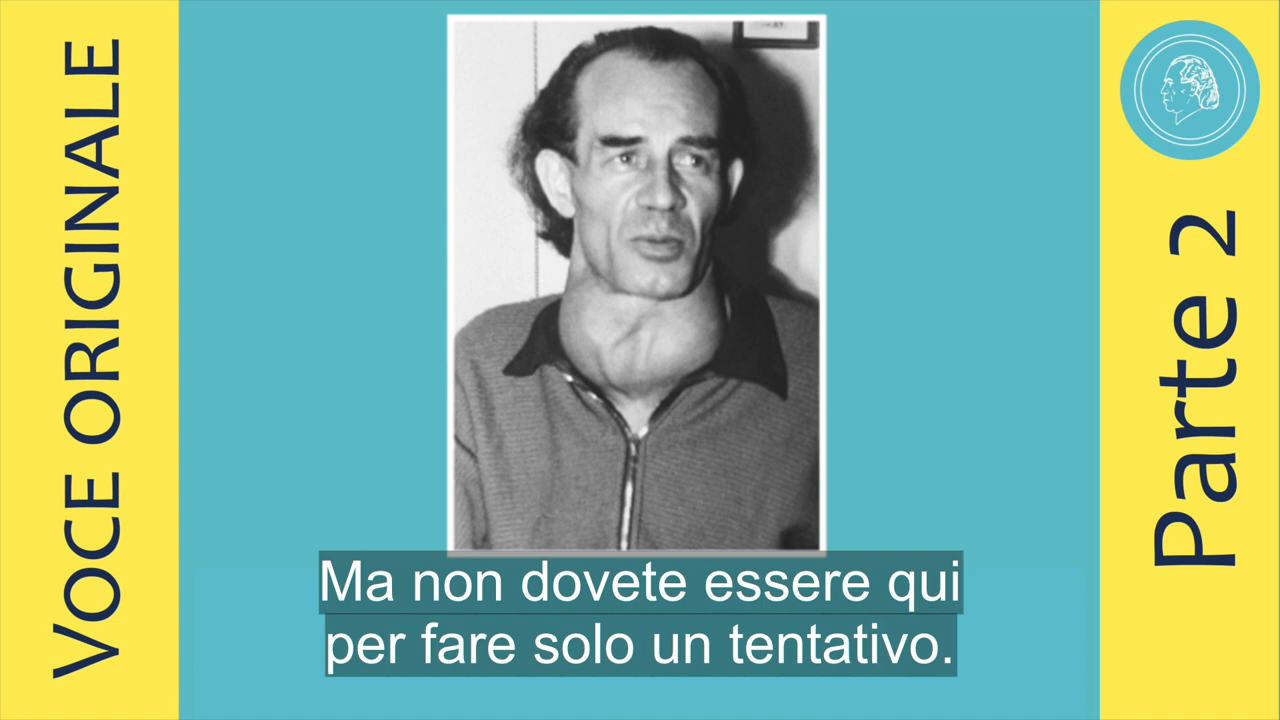 VOCE ORIGINALE
Ma non dovete essere qui
per fare solo un tentativo.
Parte 2